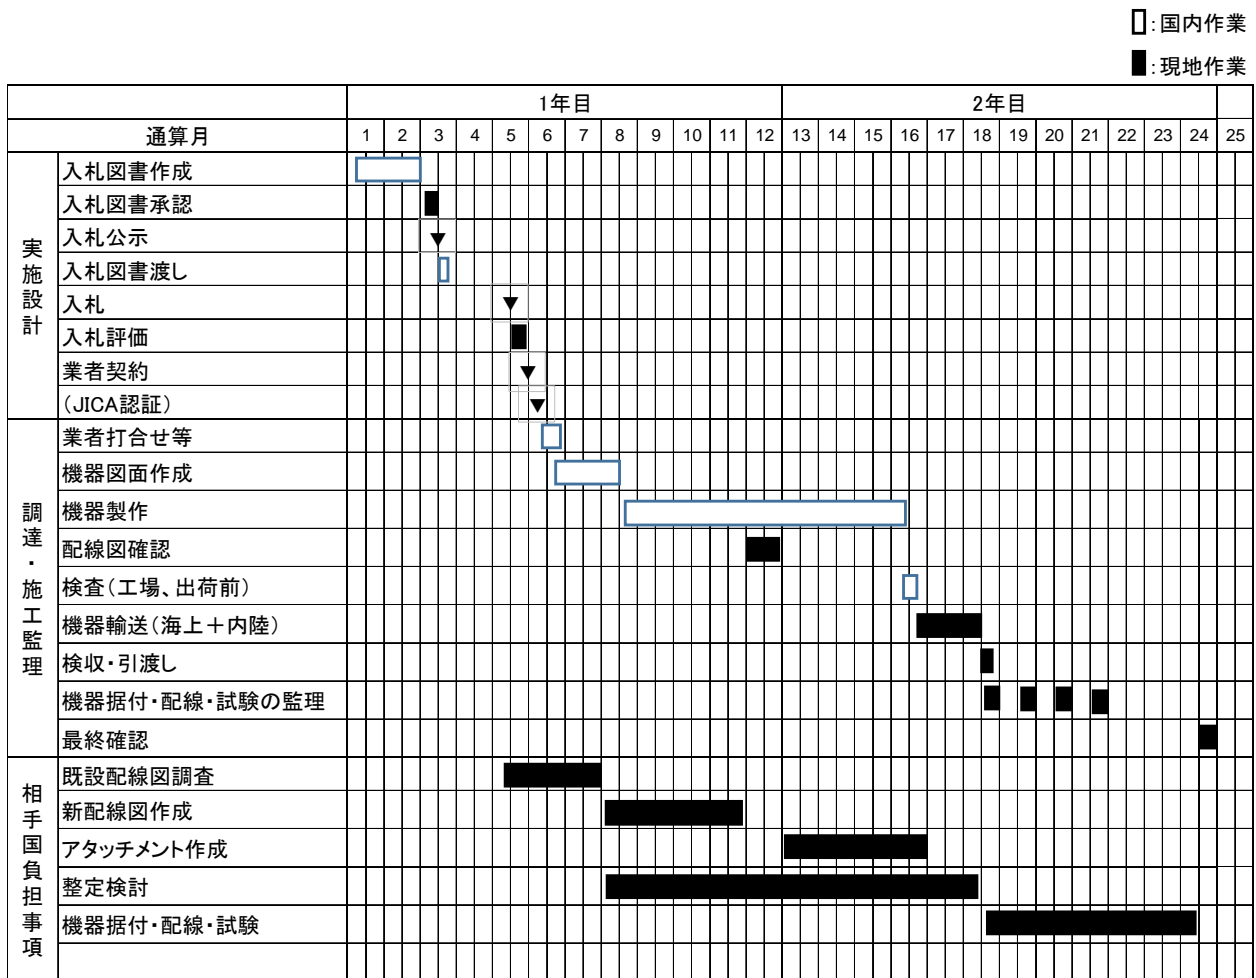 :国内作業
:現地作業
1年目 2年目
通算月 1 2 3 4 5 6 7 8 9 10 11 12 13 14 15 16 17 18 19 20 21 22 23 24 25
実施設計
入札図書作成
入札図書承認
入札公示
入札図書渡し
入札
入札評価
業者契約
(JICA認証)
調達・施工監理
業者打合せ等
機器図面作成
機器製作
配線図確認
検査(工場、出荷前)
機器輸送(海上+内陸)
検収・引渡し
機器据付・配線・試験の監理
最終確認
相手国負担事項
既設配線図調査
新配線図作成
アタッチメント作成
整定検討
機器据付・配線・試験